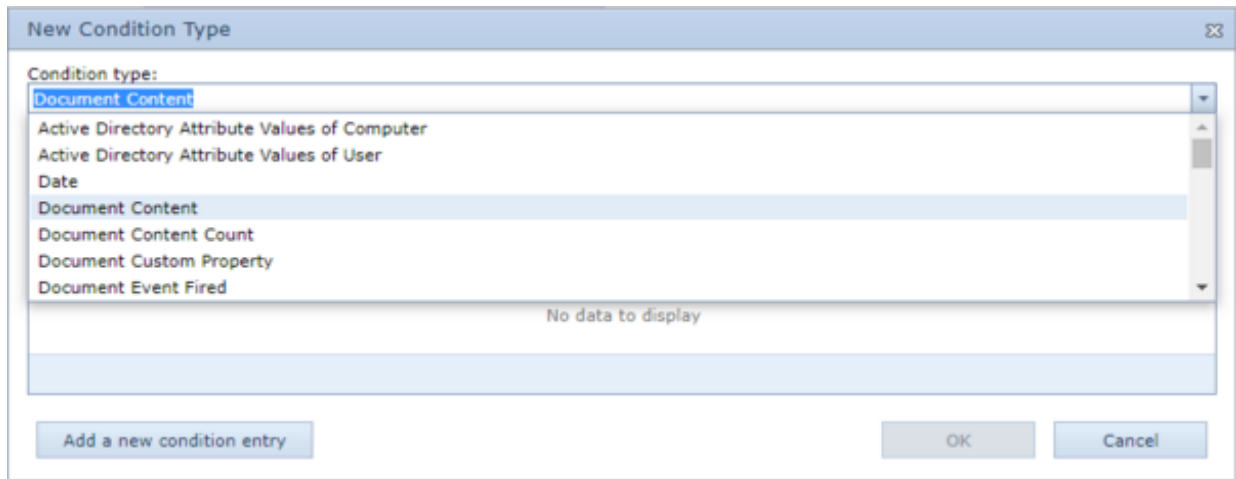 New Condition Type
Condition type:
Document Content
Active Directory Attribute Values of Computer
Active Directory Attribute Values of User
Date
Document Content
Document Content Count
Document Custom Property
Document Event Fired
No data to display
Add a new condition entry
OK
Cancel